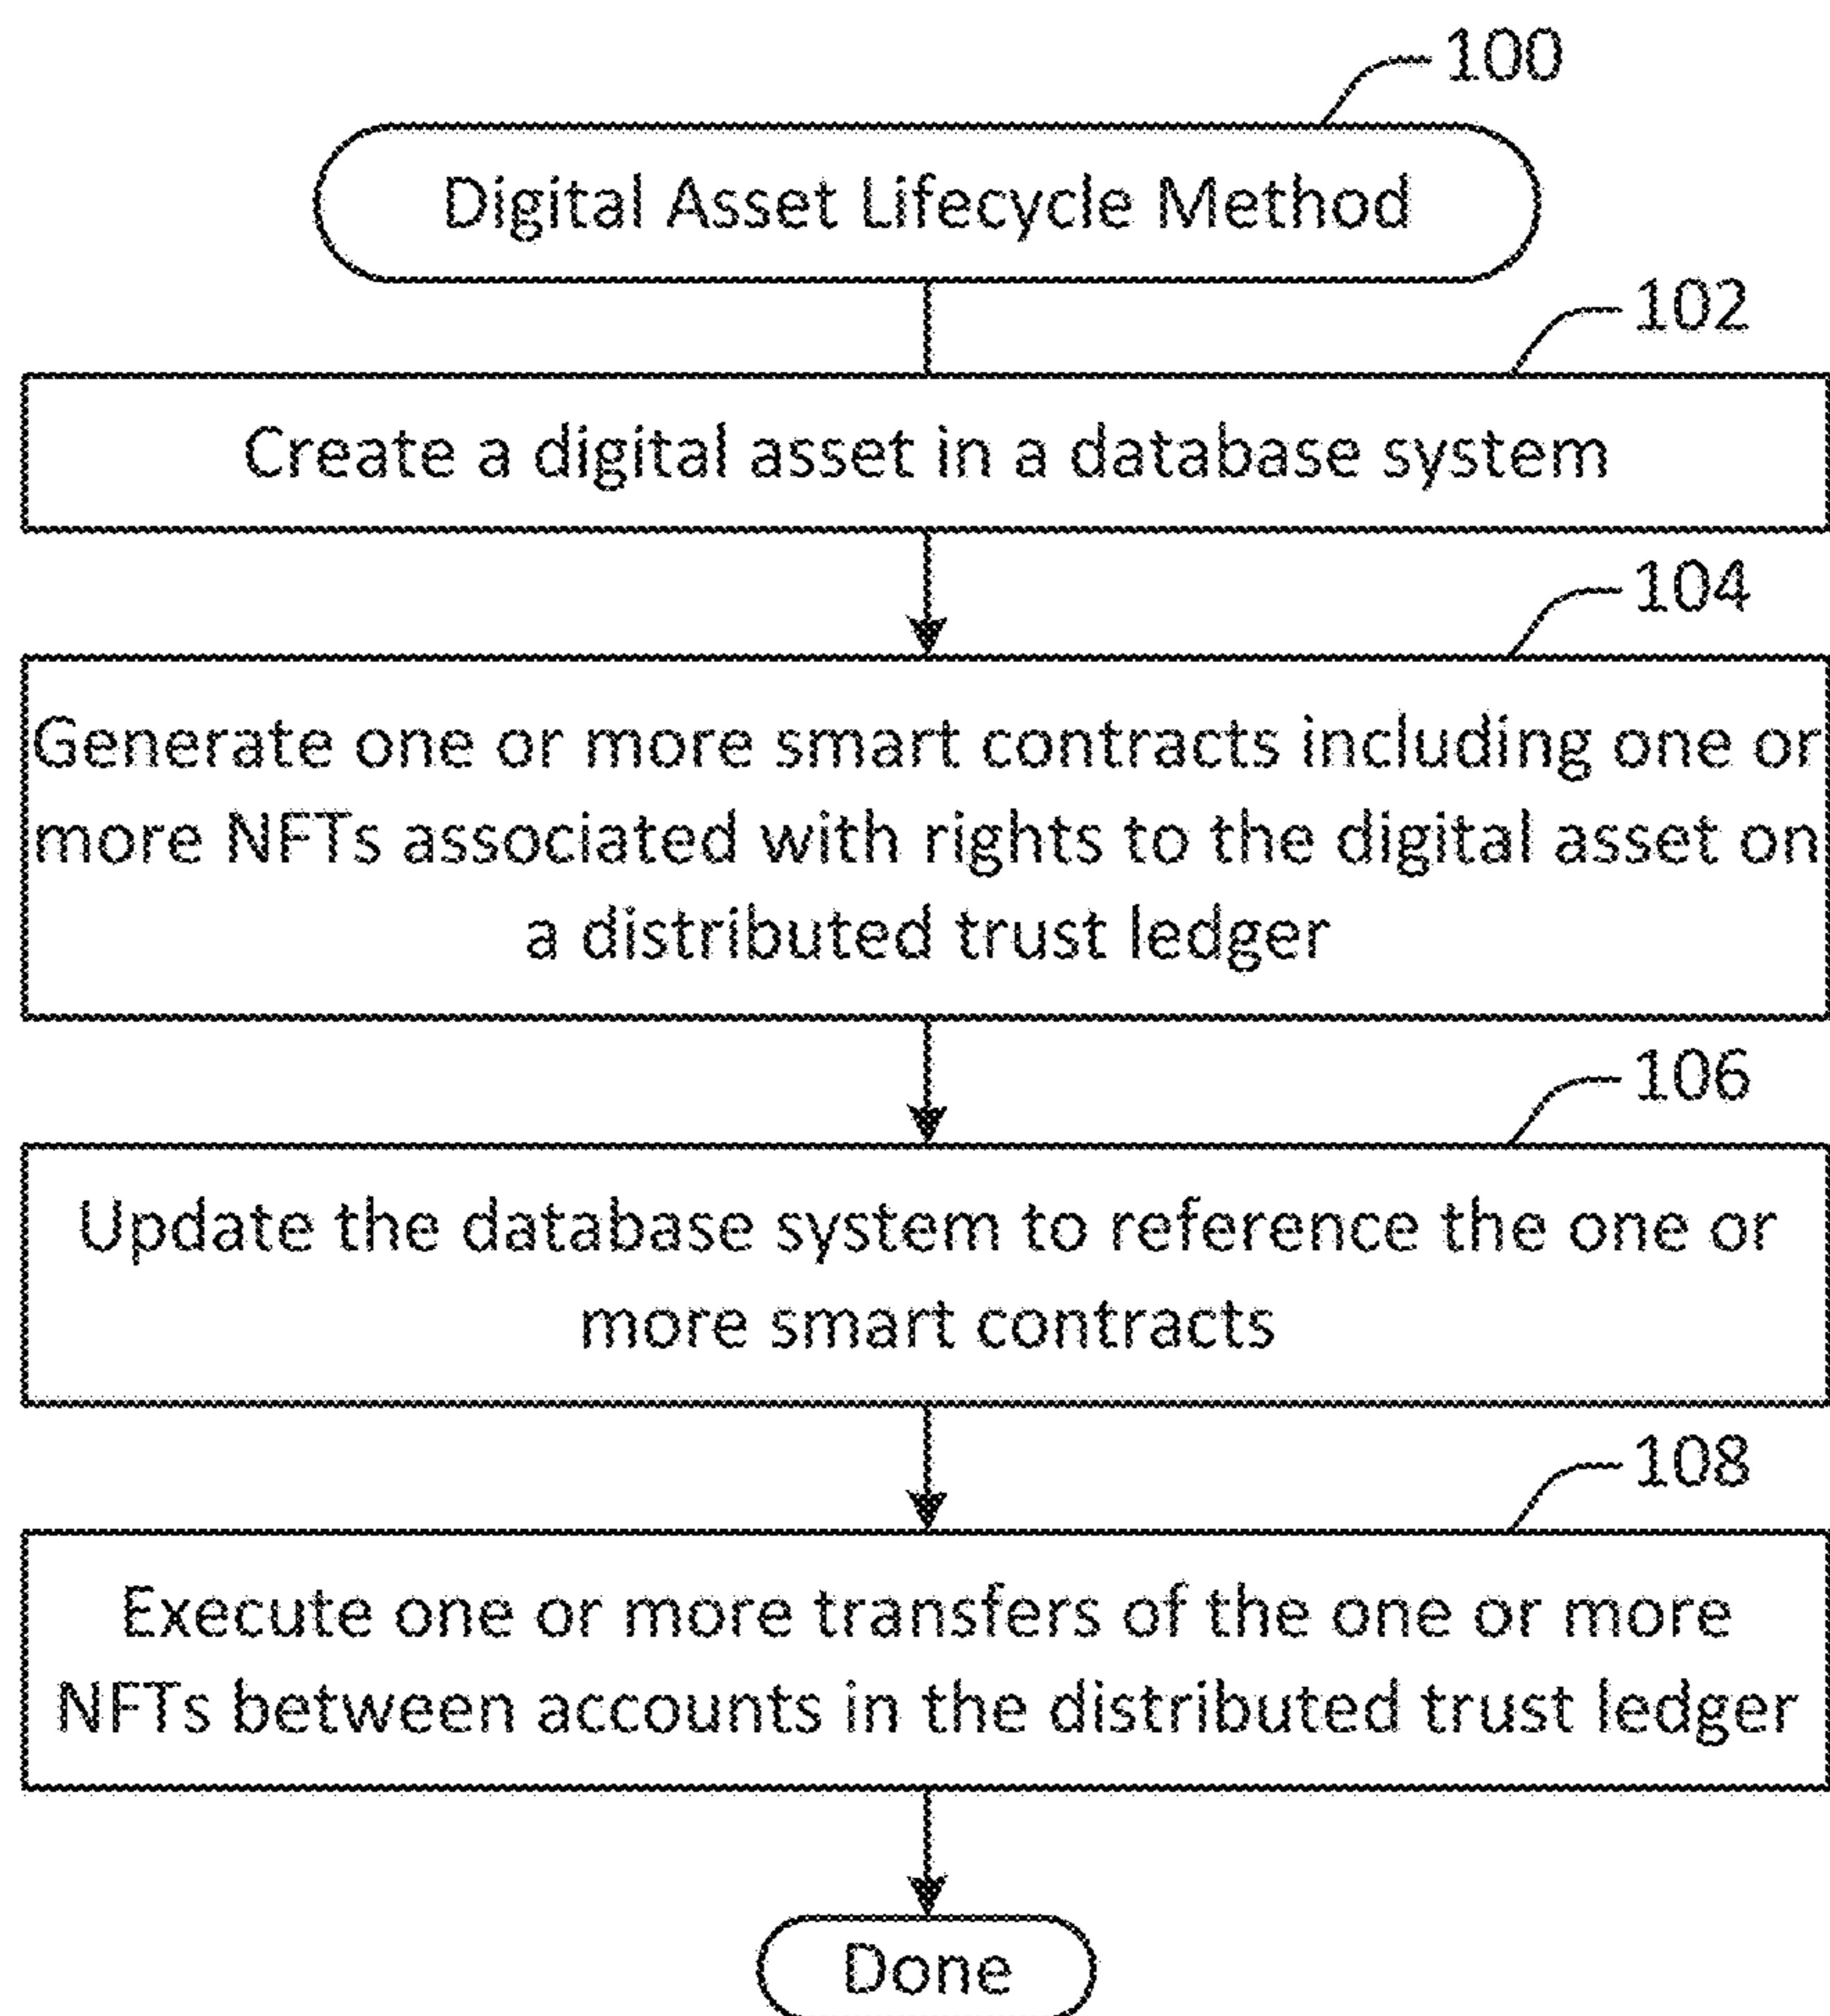 100
Digital Asset Lifecycle Method
102
Create a digital asset in a database system
104
Generate one or more smart contracts including one or
more NFTs associated with rights to the digital asset on
a distributed trust ledger
106
Update the database system to reference the one or
more smart contracts
108
Execute one or more transfers of the one or more
NFTs between accounts in the distributed trust ledger
Done